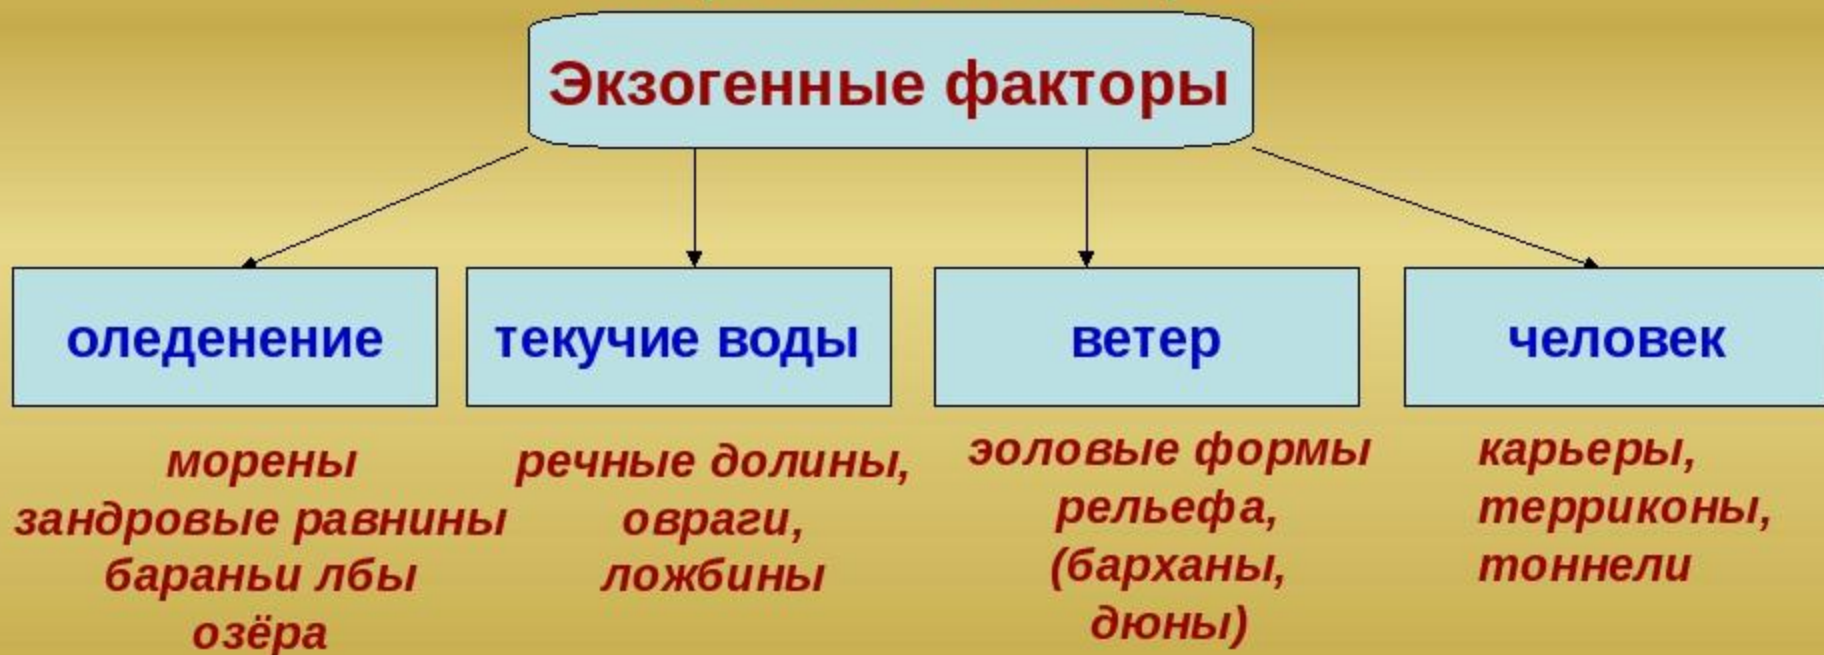 Экзогенные факторы
оледенение
текучие воды
ветер
человек
морены
зандровые равнины
бараньи лбы
озёра
речные долины,
овраги,
ложбины
эоловые формы
рельефа,
(барханы,
дюны)
карьеры,
терриконы,
тоннели